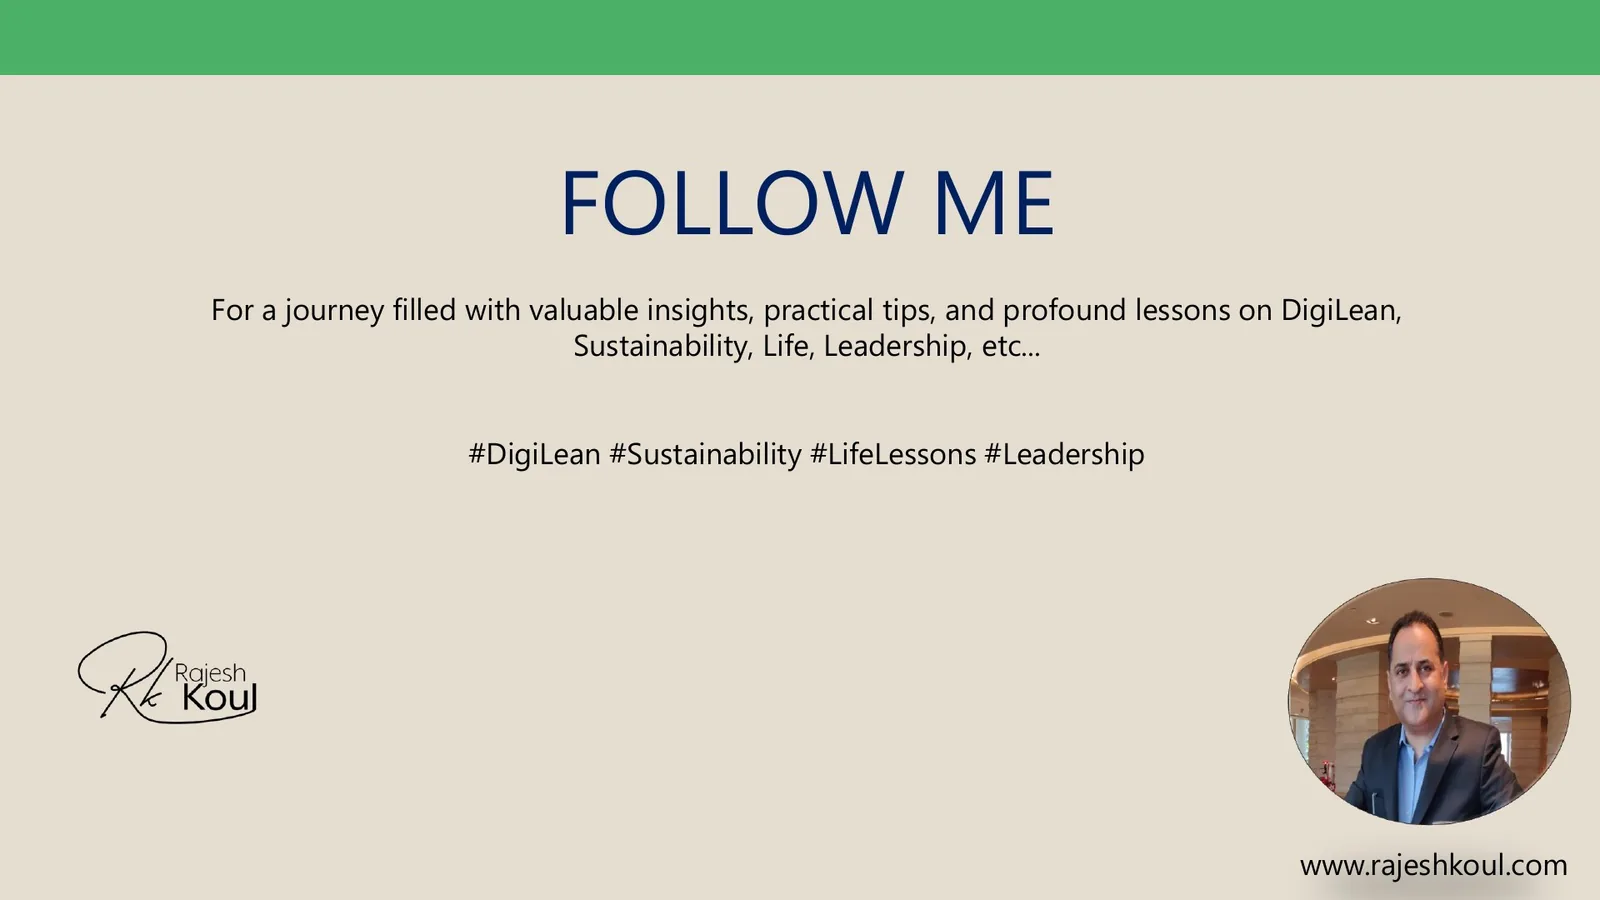 FOLLOW ME
For a journey filled with valuable insights, practical tips, and profound lessons on DigiLean,
Sustainability, Life, Leadership, etc...
#DigiLean #Sustainability #LifeLessons #Leadership
Rk
Rajesh
Koul
www.rajeshkoul.com